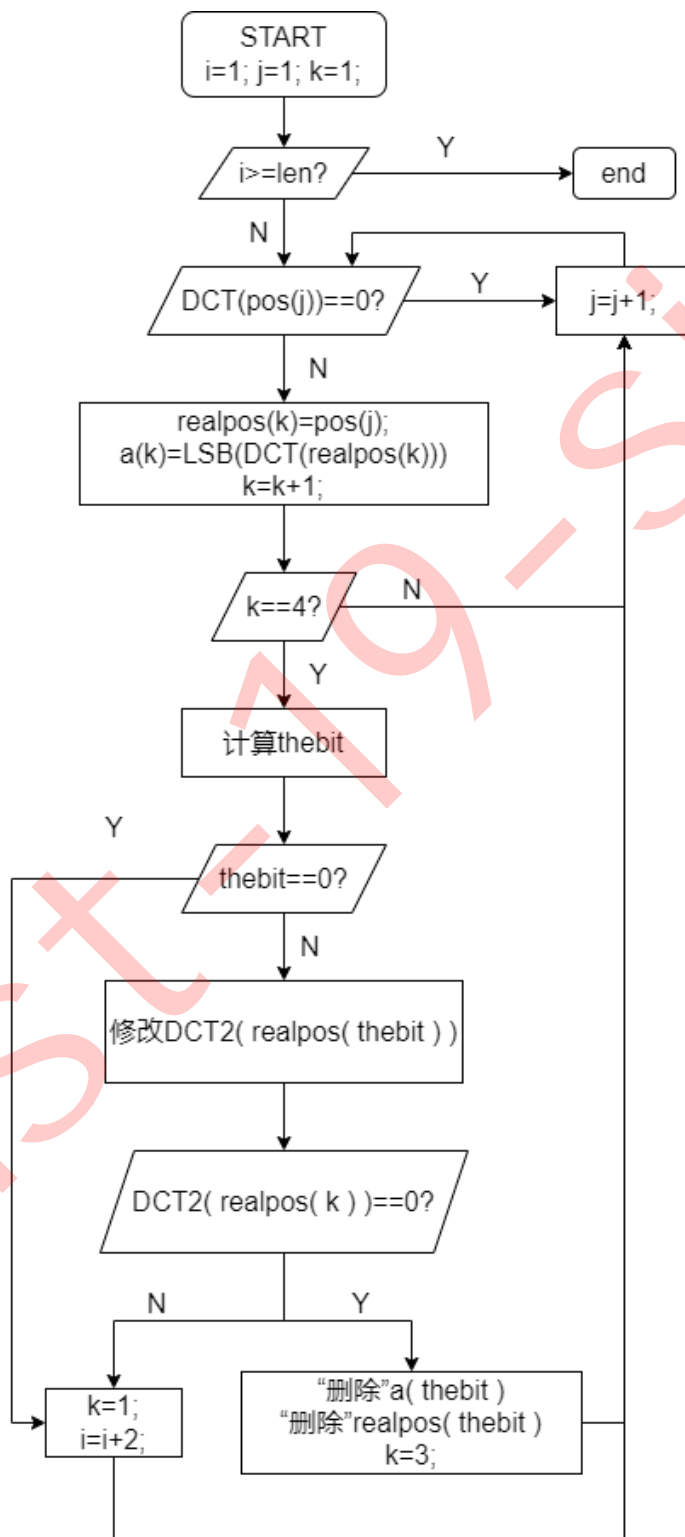 START
i=1; j=1; k=1;
i>=len?
Y
end
N
DCT(pos(j))==0?
Y
j=j+1;
N
realpos(k)=pos(j);
a(k)=LSB(DCT(realpos(k)))
k=k+1;
k==4?
N
Y
计算thebit
Y
thebit==0?
N
修改DCT2( realpos( thebit ) )
DCT2( realpos( k ) )==0?
N
Y
k=1;
i=i+2;
“删除”a( thebit )
“删除”realpos( thebit )
k=3;
st-19-s